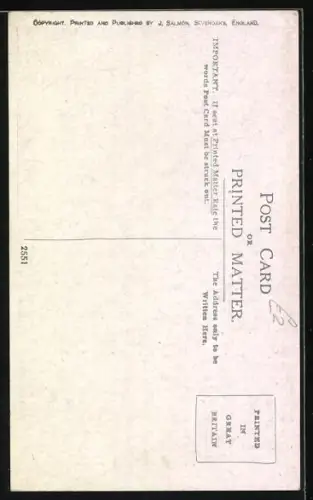 COPYRIGHT. PRINTED AND PUBLISHED BY J. SALMON, SEVENOAKS, ENGLAND.
POST CARD
OR
PRINTED MATTER.
IMPORTANT. If sent at Printed Matter Rate the
words Post Card Must be struck out.
The Address only to be
Written Here.
PRINTED
IN
GREAT
BRITAIN
2551
£2